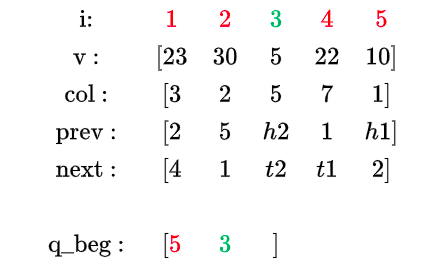 i: 1 2 3 4 5
v : [23 30 5 22 10]
col : [3 2 5 7 1]
prev : [2 5 h2 1 h1]
next : [4 1 t2 t1 2]
q_beg : [5 3 ]